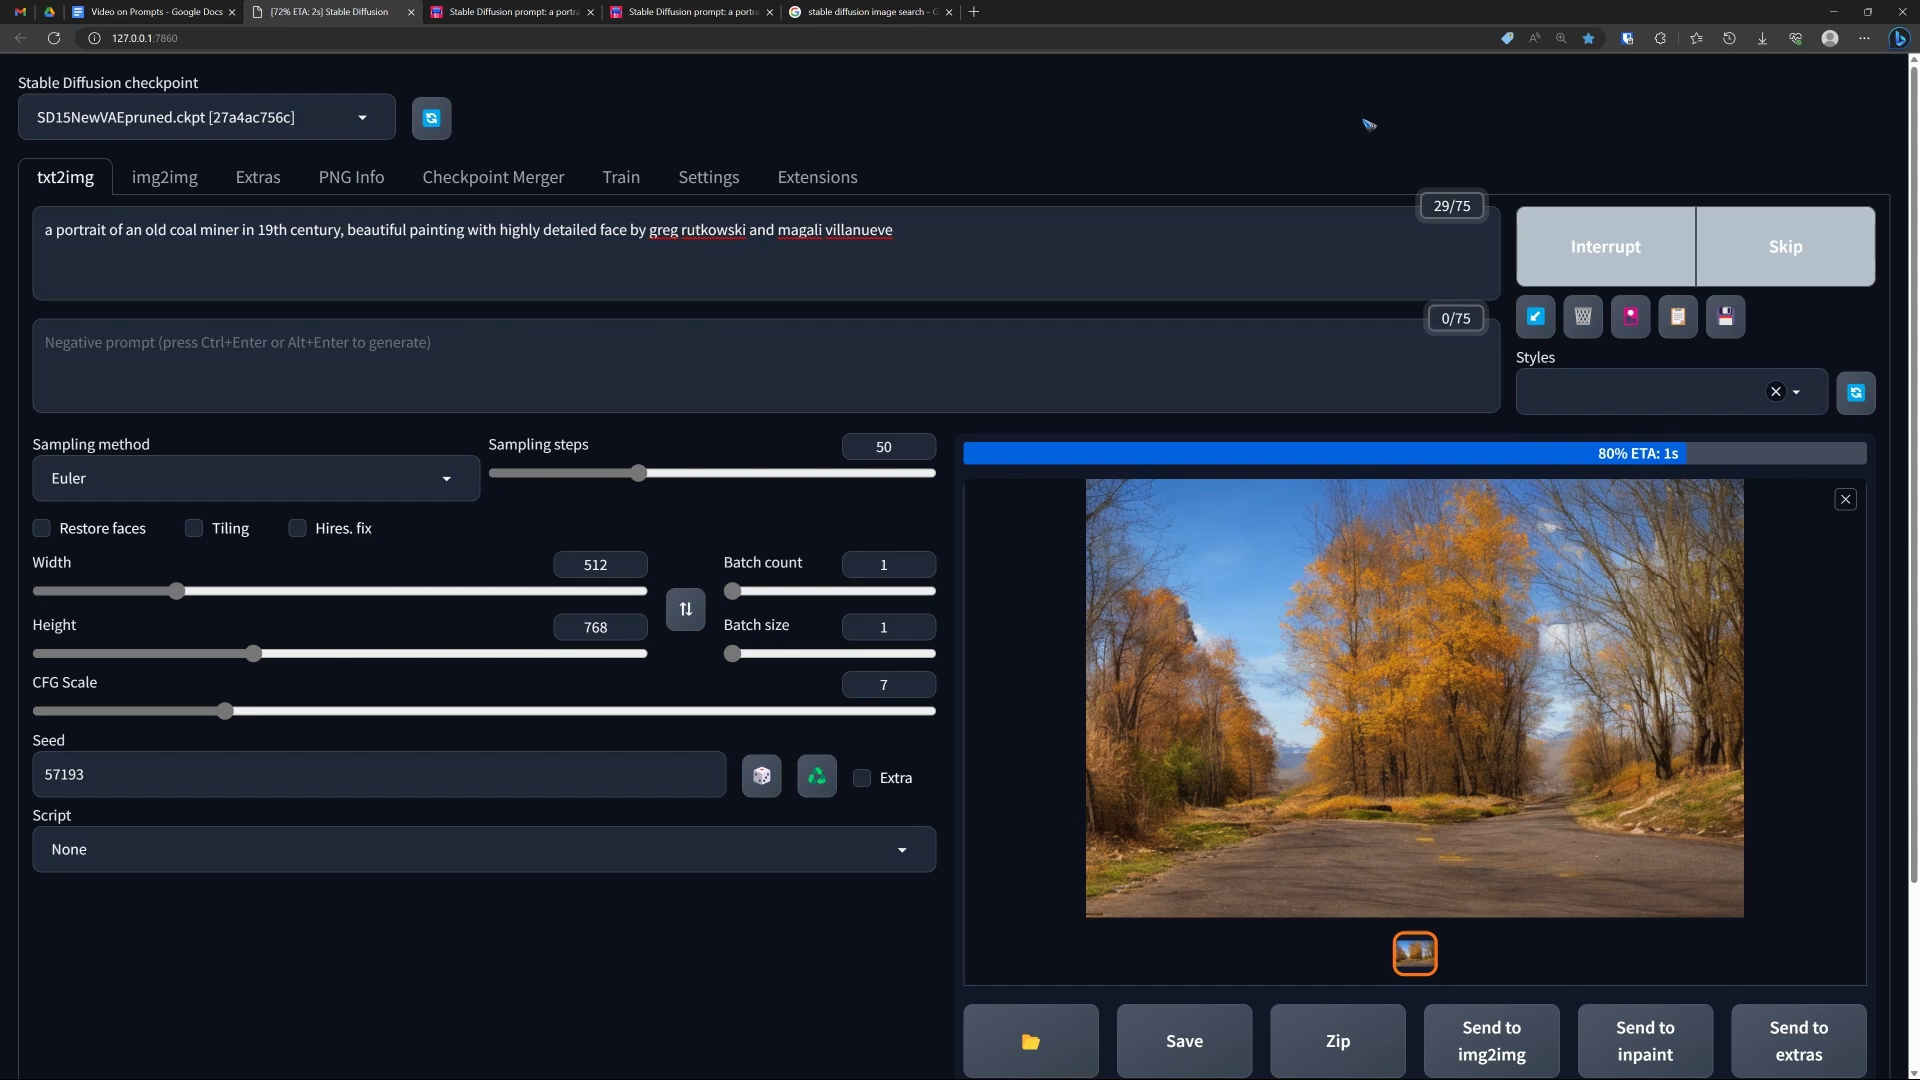 Video on Prompts - Google Docs
[72% ETA: 2s] Stable Diffusion
Stable Diffusion prompt: a portra
Stable Diffusion prompt: a portra
stable diffusion image search - G
127.0.0.1:7860
Stable Diffusion checkpoint
SD15NewVAEpruned.ckpt [27a4ac756c]
txt2img
img2img
Extras
PNG Info
Checkpoint Merger
Train
Settings
Extensions
29/75
a portrait of an old coal miner in 19th century, beautiful painting with highly detailed face by greg rutkowski and magali villanueve
Interrupt
Skip
0/75
Negative prompt (press Ctrl+Enter or Alt+Enter to generate)
Styles
Sampling method
Euler
Sampling steps
50
80% ETA: 1s
Restore faces
Tiling
Hires. fix
Width
512
Batch count
1
Height
768
Batch size
1
CFG Scale
7
Seed
57193
Extra
Script
None
Save
Zip
Send to
img2img
Send to
inpaint
Send to
extras